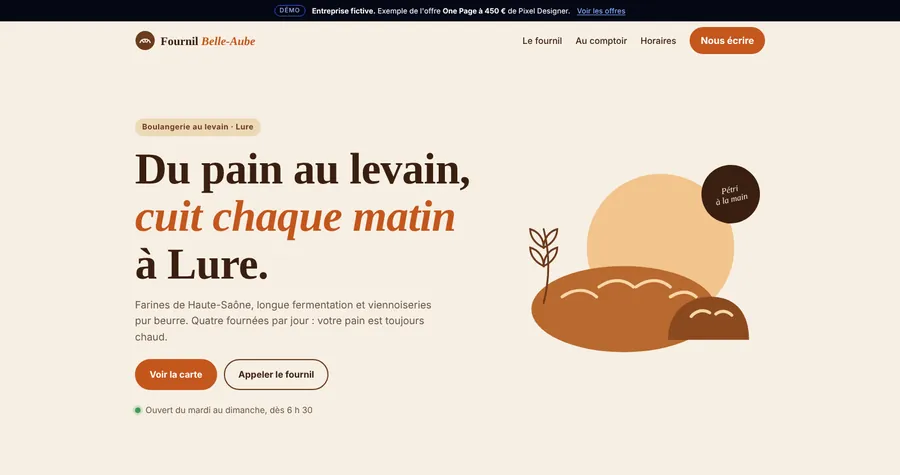 DÉMO Entreprise fictive. Exemple de l'offre One Page à 450 € de Pixel Designer. Voir les offres
Fournil Belle-Aube
Le fournil Au comptoir Horaires Nous écrire
Boulangerie au levain · Lure
Du pain au levain,
cuit chaque matin
à Lure.
Pétri
à la main
Farines de Haute-Saône, longue fermentation et viennoiseries
pur beurre. Quatre fournées par jour : votre pain est toujours
chaud.
Voir la carte Appeler le fournil
Ouvert du mardi au dimanche, dès 6 h 30